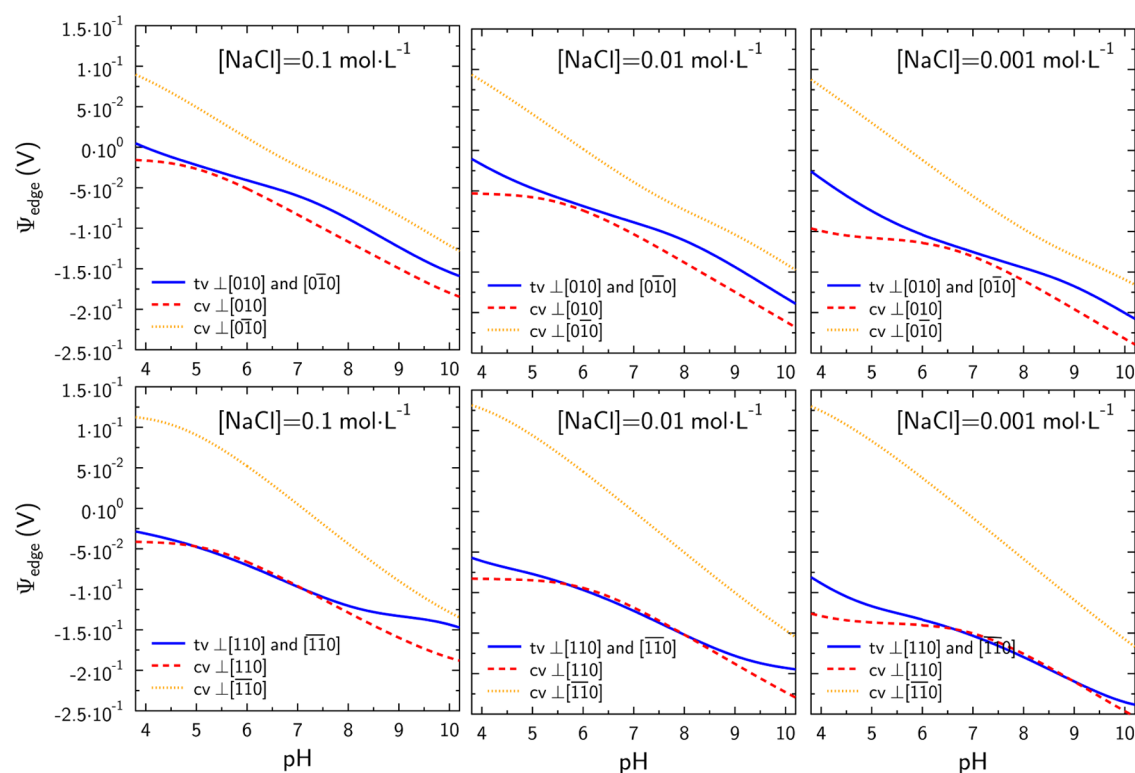 [NaCl]=0.1 mol·L⁻¹
[NaCl]=0.01 mol·L⁻¹
[NaCl]=0.001 mol·L⁻¹
Ψedge (V)
1.5·10⁻¹
1·10⁻¹
5·10⁻²
0·10⁰
-5·10⁻²
-1·10⁻¹
-1.5·10⁻¹
-2·10⁻¹
-2.5·10⁻¹
tv ⊥[010] and [01̅0]
cv ⊥[010]
cv ⊥[01̅0]
tv ⊥[010] and [01̅0]
cv ⊥[010]
cv ⊥[01̅0]
tv ⊥[010] and [01̅0]
cv ⊥[010]
cv ⊥[01̅0]
4 5 6 7 8 9 10
4 5 6 7 8 9 10
4 5 6 7 8 9 10
[NaCl]=0.1 mol·L⁻¹
[NaCl]=0.01 mol·L⁻¹
[NaCl]=0.001 mol·L⁻¹
Ψedge (V)
1.5·10⁻¹
1·10⁻¹
5·10⁻²
0·10⁰
-5·10⁻²
-1·10⁻¹
-1.5·10⁻¹
-2·10⁻¹
-2.5·10⁻¹
tv ⊥[110] and [1̅1̅0]
cv ⊥[110]
cv ⊥[1̅1̅0]
tv ⊥[110] and [1̅1̅0]
cv ⊥[110]
cv ⊥[1̅1̅0]
tv ⊥[110] and [1̅1̅0]
cv ⊥[110]
cv ⊥[1̅1̅0]
4 5 6 7 8 9 10
4 5 6 7 8 9 10
4 5 6 7 8 9 10
pH
pH
pH